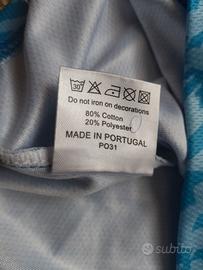 30
Do not iron on decorations
80% Cotton
20% Polyester
MADE IN PORTUGAL
PO31
subito